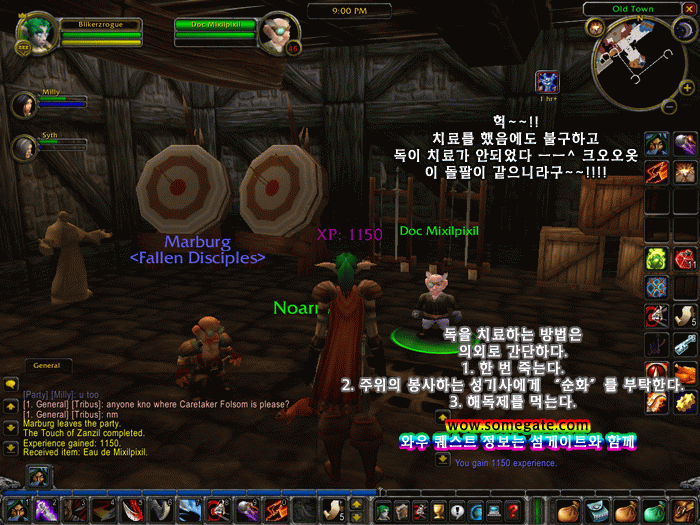 Blikerzrogue
Doc Mixilpixil
9:00 PM
Old Town
N
Milly
Syth
1 hr+
헉~~!!
치료를 했음에도 불구하고
독이 치료가 안되었다 ㅡㅡ^ 크오오옷
이 돌팔이 같으니라구~~!!!!
XP: 1150
Doc Mixilpixil
Marburg
<Fallen Disciples>
11
5
독을 치료하는 방법은
의외로 간단하다.
1. 한 번 죽는다.
2. 주위의 봉사하는 성기사에게 “순화”를 부탁한다.
3. 해독제를 먹는다.
www.somegate.com
와우 퀘스트 정보는 섬게이트와 함께
General
[Party] [Milly]: u too
[1. General] [Tribus]: anyone kno where Caretaker Folsom is please?
[1. General] [Tribus]: nm
Marburg leaves the party.
The Touch of Zanzil completed.
Experience gained: 1150.
Received item: Eau de Mixilpixil.
You gain 1150 experience.
5